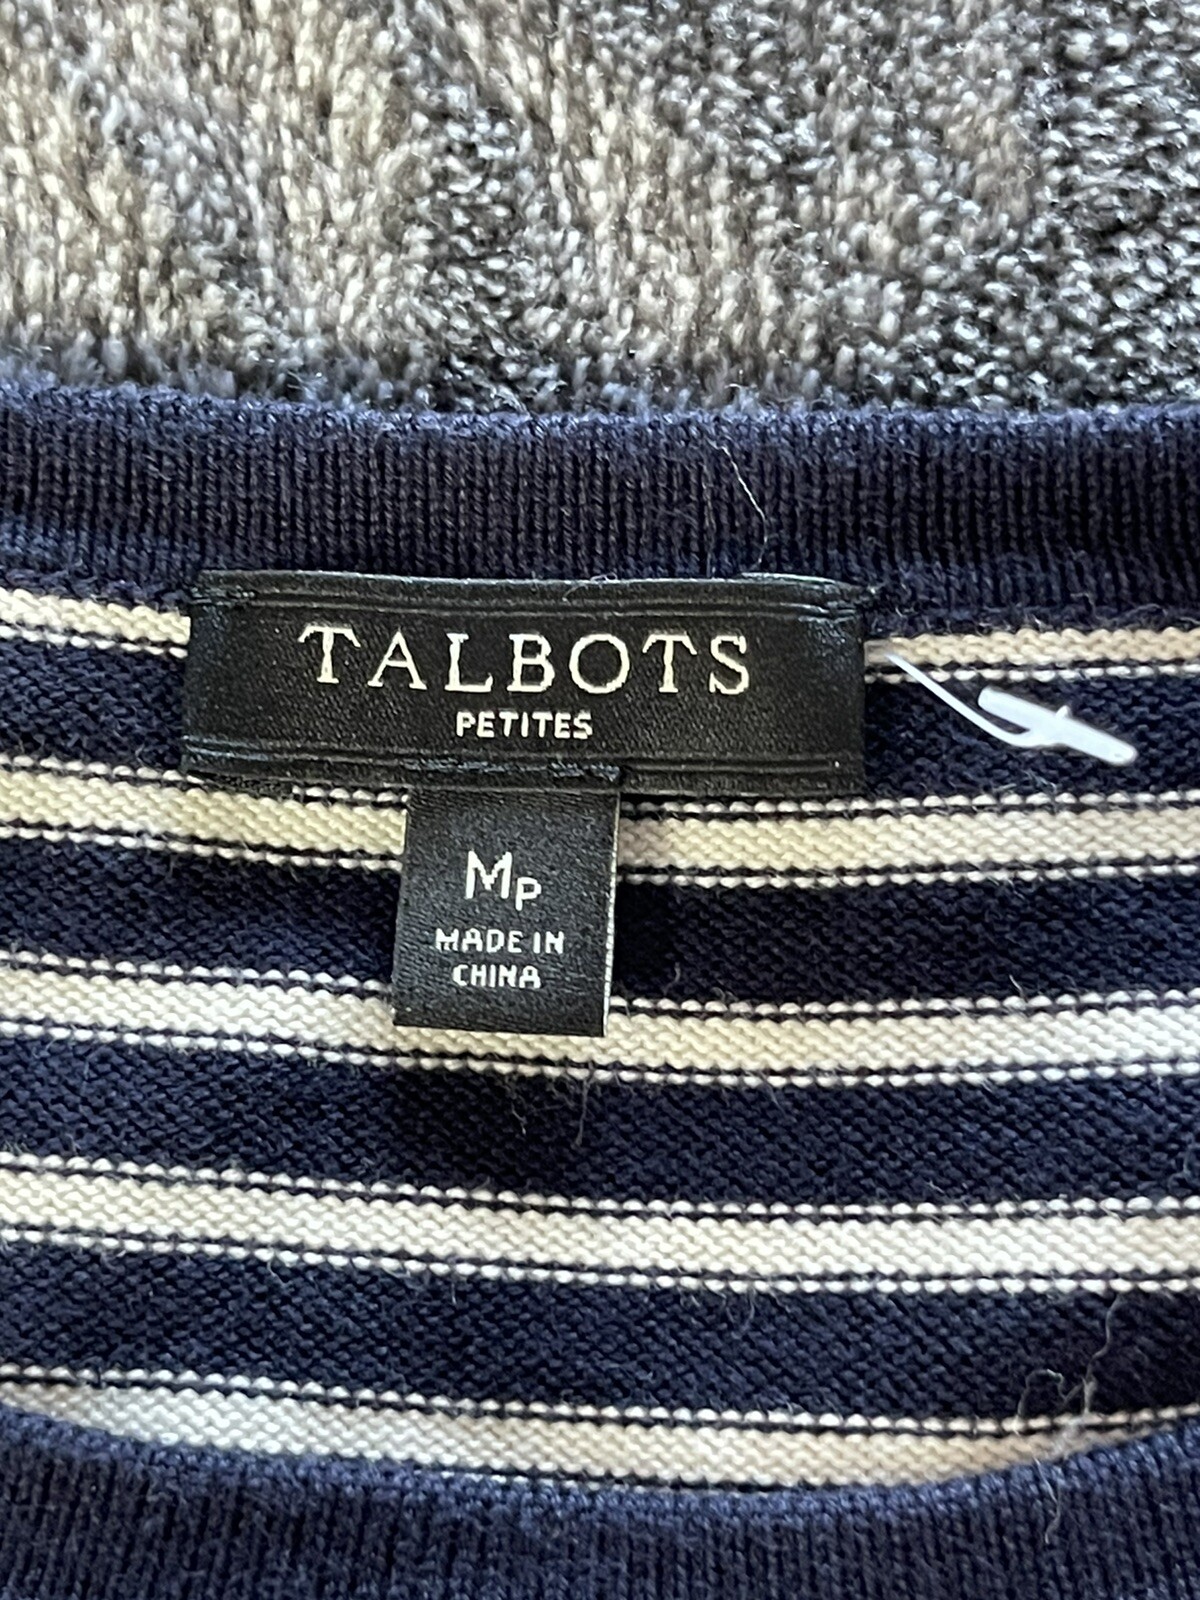 TALBOTS
PETITES
MP
MADE IN
CHINA